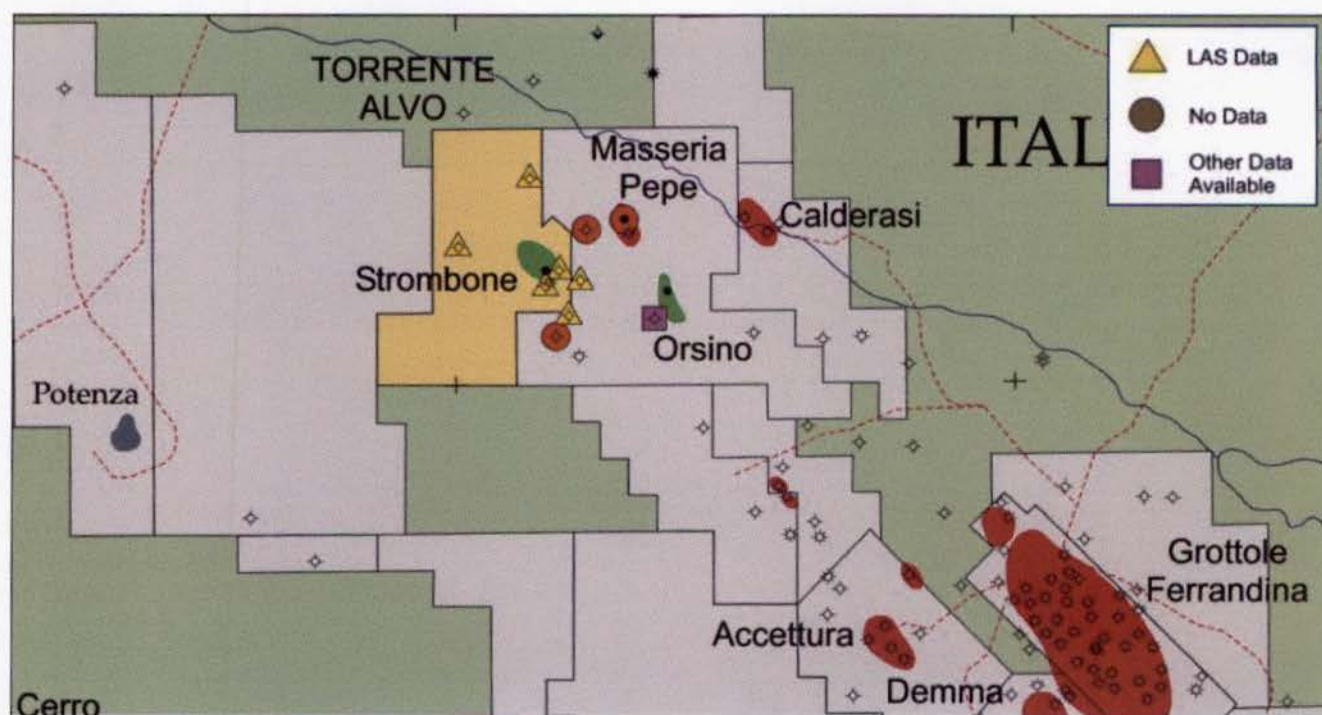 TORRENTE
ALVO
ITAL
LAS Data
No Data
Other Data
Available
Masseria
Pepe
Calderasi
Strombone
Orsino
Potenza
Grottole
Ferrandina
Accettura
Demma
Cerro